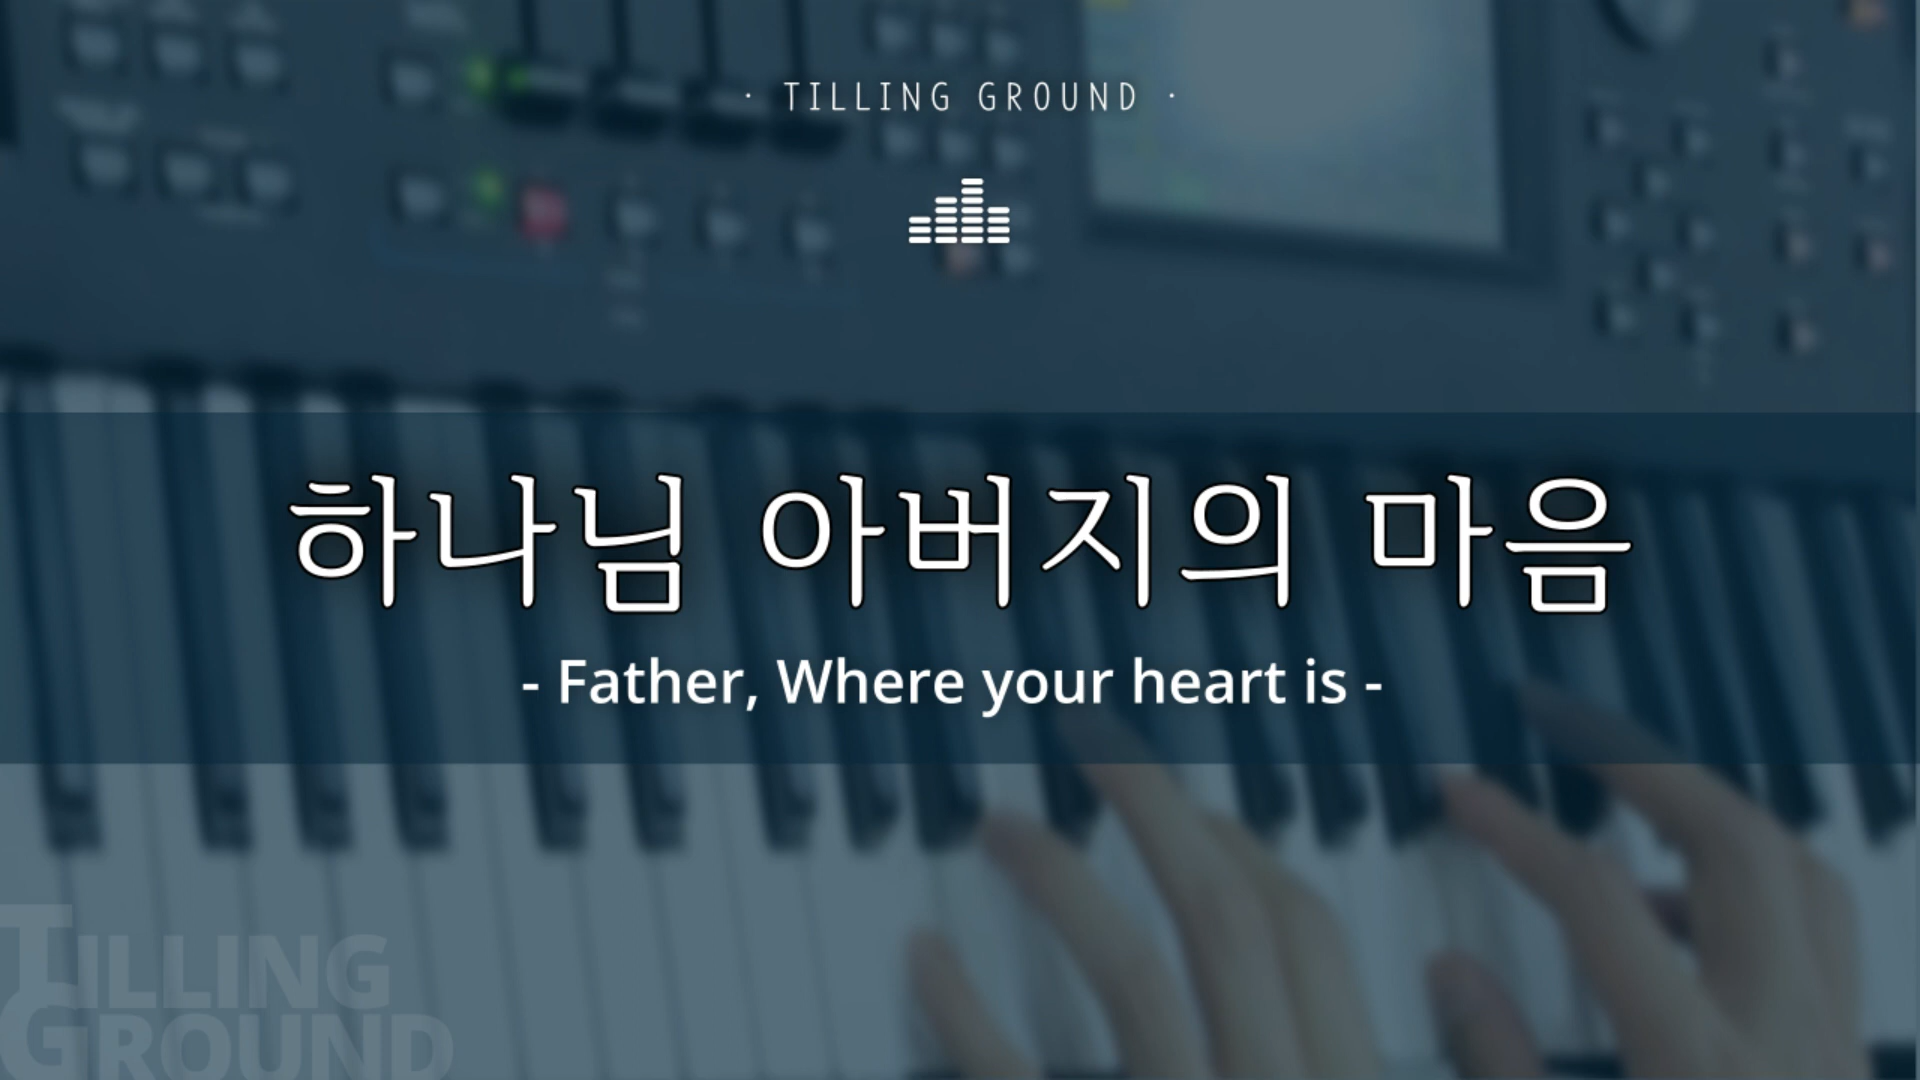 · TILLING GROUND ·
하나님 아버지의 마음
- Father, Where your heart is -
TILLING
GROUND